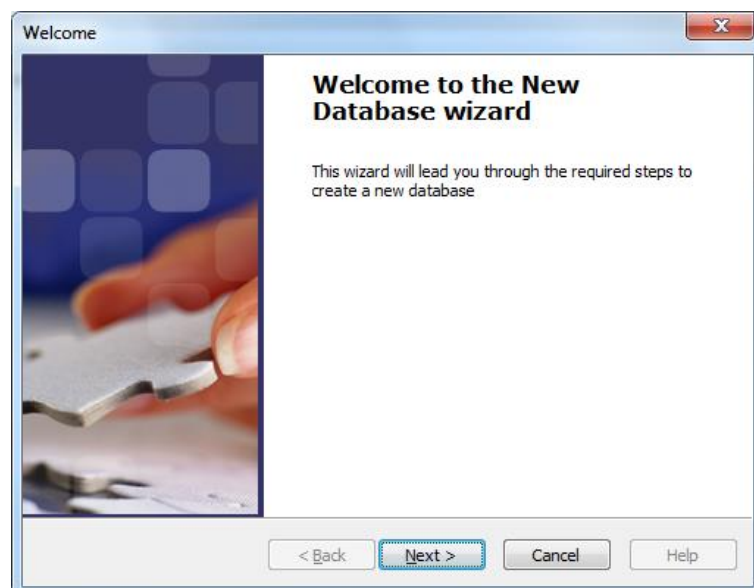 Welcome
Welcome to the New
Database wizard
This wizard will lead you through the required steps to
create a new database
< Back Next > Cancel Help